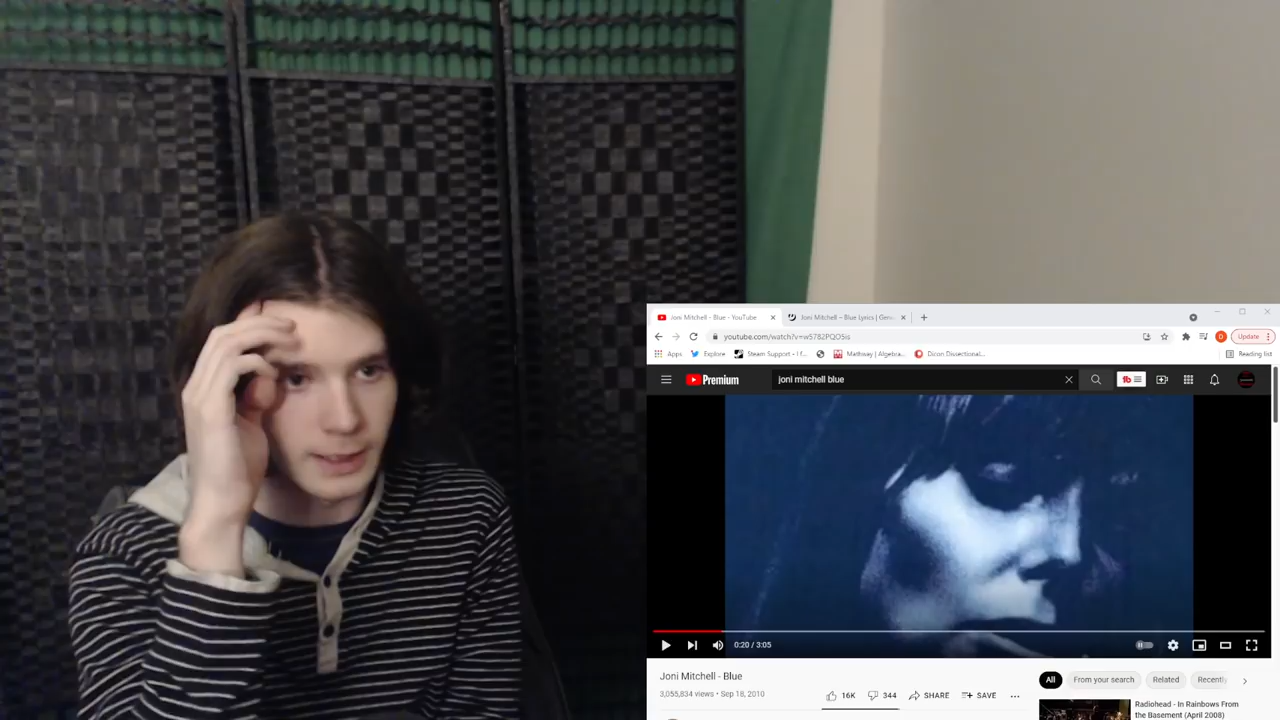 Joni Mitchell - Blue - YouTube
Joni Mitchell – Blue Lyrics | Geni
youtube.com/watch?v=w5782PQO5is
Update
Apps
Explore
Steam Support - I f...
Mathway | Algebra...
Dicon Dissectional...
Reading list
Premium
joni mitchell blue
0:20 / 3:05
Joni Mitchell - Blue
3,055,834 views • Sep 18, 2010
16K
344
SHARE
SAVE
All
From your search
Related
Recently
Radiohead - In Rainbows From
the Basement (April 2008)